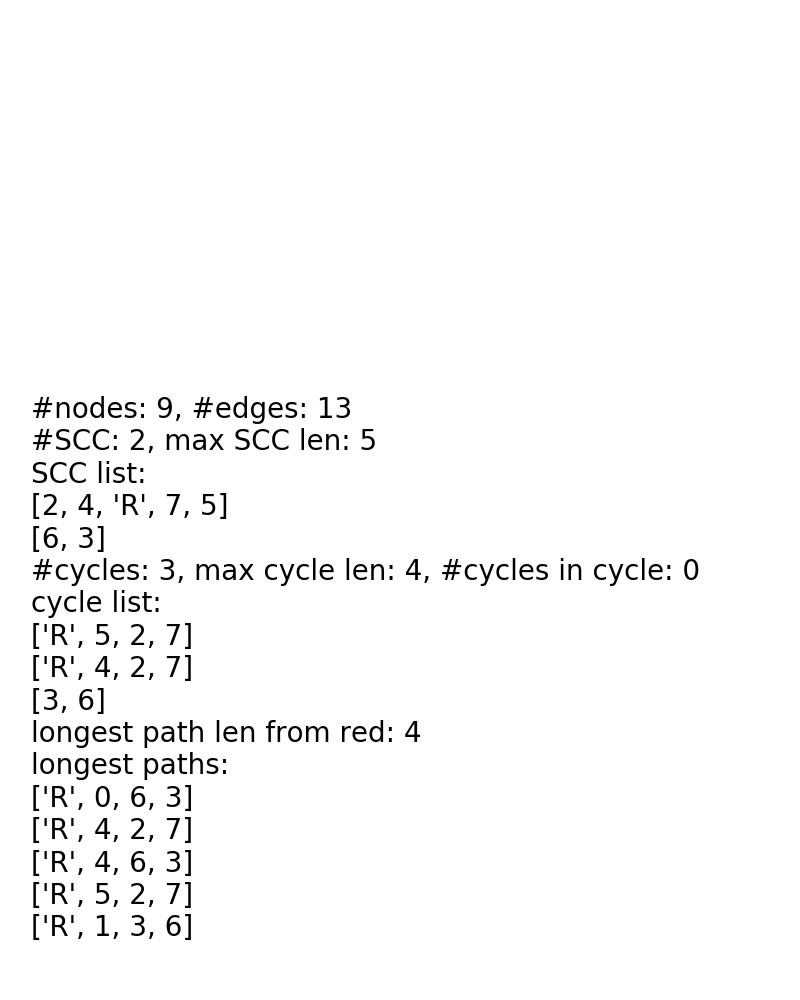 #nodes: 9, #edges: 13
#SCC: 2, max SCC len: 5
SCC list:
[2, 4, 'R', 7, 5]
[6, 3]
#cycles: 3, max cycle len: 4, #cycles in cycle: 0
cycle list:
['R', 5, 2, 7]
['R', 4, 2, 7]
[3, 6]
longest path len from red: 4
longest paths:
['R', 0, 6, 3]
['R', 4, 2, 7]
['R', 4, 6, 3]
['R', 5, 2, 7]
['R', 1, 3, 6]